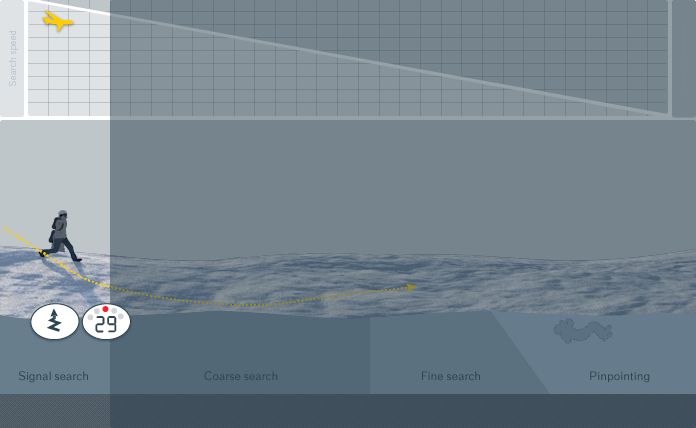 Search speed
29
Signal search
Coarse search
Fine search
Pinpointing